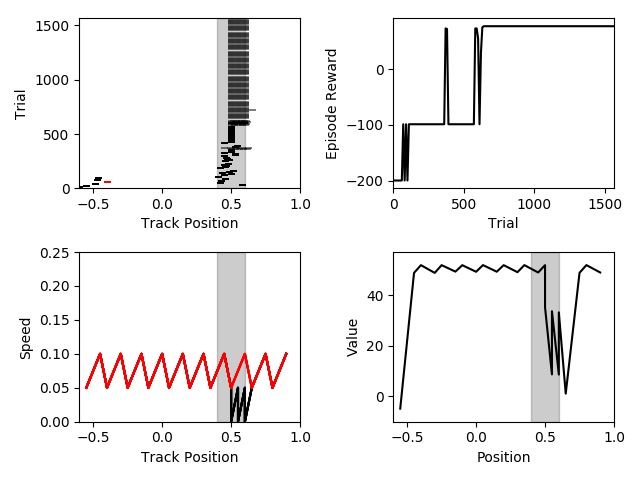 1500
1000
500
0
Trial
−0.5 0.0 0.5 1.0
Track Position
0
−100
−200
Episode Reward
0 500 1000 1500
Trial
0.25
0.20
0.15
0.10
0.05
0.00
Speed
−0.5 0.0 0.5 1.0
Track Position
40
20
0
Value
−0.5 0.0 0.5 1.0
Position